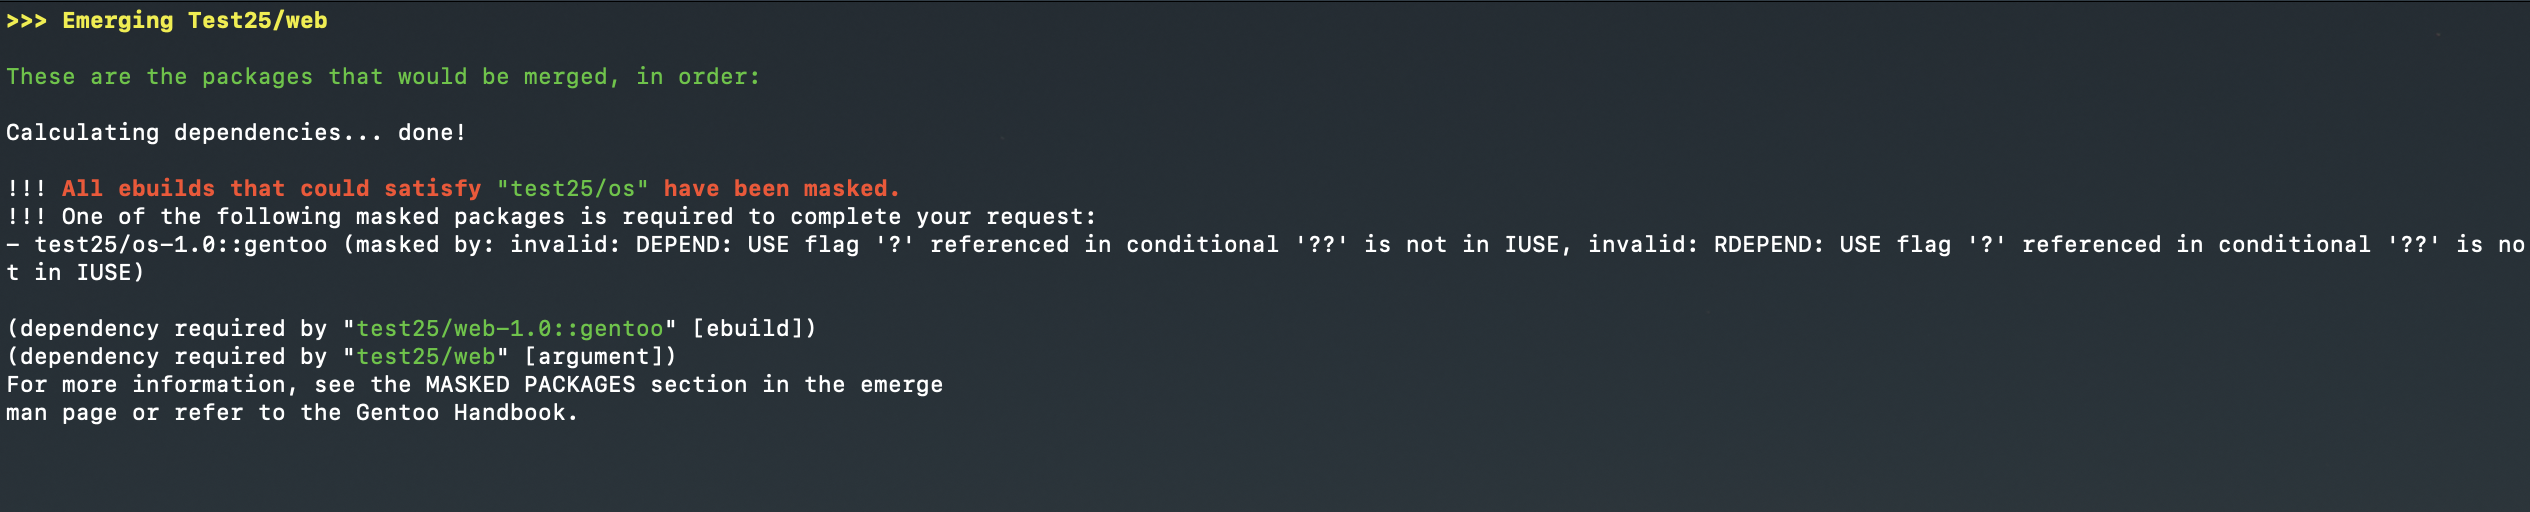 >>> Emerging Test25/web
These are the packages that would be merged, in order:
Calculating dependencies... done!
!!! All ebuilds that could satisfy "test25/os" have been masked.
!!! One of the following masked packages is required to complete your request:
- test25/os-1.0::gentoo (masked by: invalid: DEPEND: USE flag '?' referenced in conditional '??' is not in IUSE, invalid: RDEPEND: USE flag '?' referenced in conditional '??' is no
t in IUSE)
(dependency required by "test25/web-1.0::gentoo" [ebuild])
(dependency required by "test25/web" [argument])
For more information, see the MASKED PACKAGES section in the emerge
man page or refer to the Gentoo Handbook.